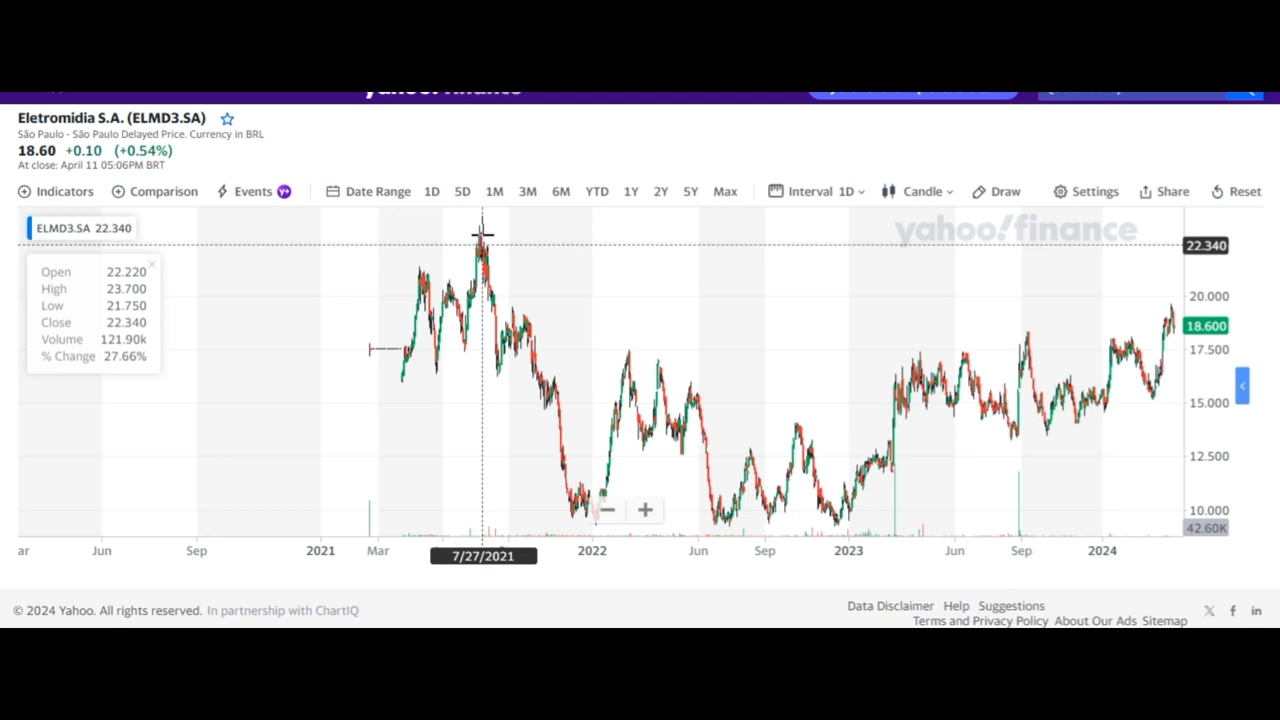 Eletromidia S.A. (ELMD3.SA)
São Paulo - São Paulo Delayed Price. Currency in BRL
18.60 +0.10 (+0.54%)
At close: April 11 05:06PM BRT
Indicators Comparison Events Y+ Date Range 1D 5D 1M 3M 6M YTD 1Y 2Y 5Y Max Interval 1D Candle Draw Settings Share Reset
ELMD3.SA 22.340
yahoo!finance
22.340
Open 22.220
High 23.700
Low 21.750
Close 22.340
Volume 121.90k
% Change 27.66%
20.000
18.600
17.500
15.000
12.500
10.000
42.60K
ar Jun Sep 2021 Mar 7/27/2021 2022 Jun Sep 2023 Jun Sep 2024
© 2024 Yahoo. All rights reserved. In partnership with ChartIQ
Data Disclaimer Help Suggestions
Terms and Privacy Policy About Our Ads Sitemap